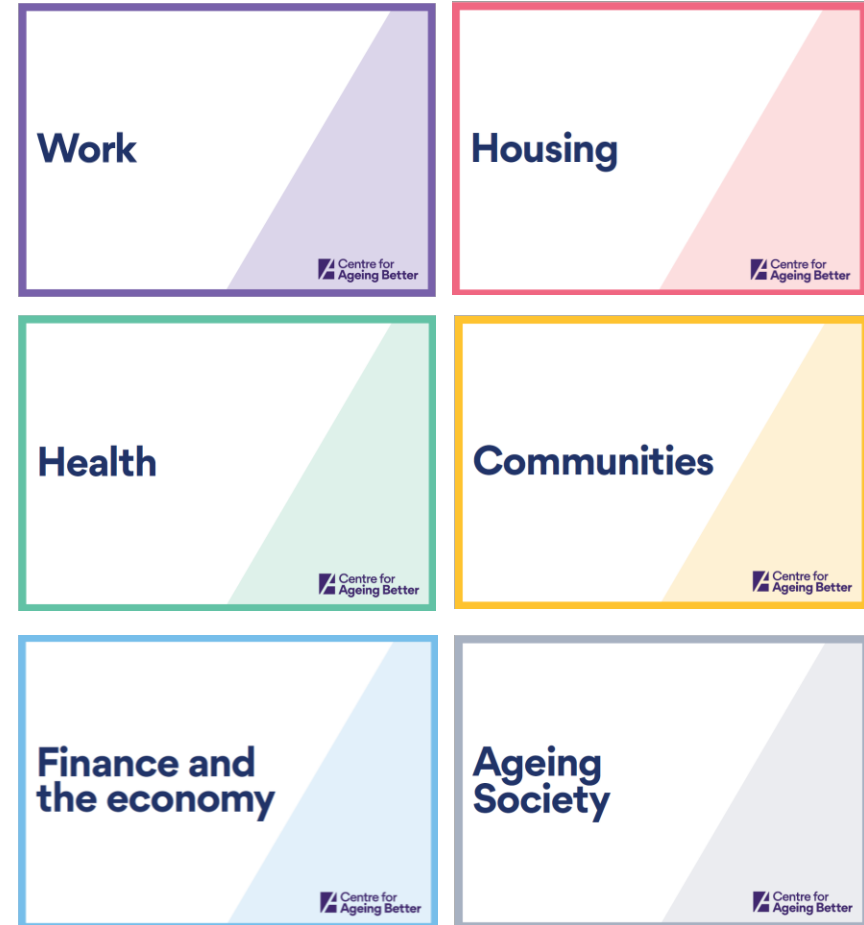 Work
Centre for
Ageing Better
Housing
Centre for
Ageing Better
Health
Centre for
Ageing Better
Communities
Centre for
Ageing Better
Finance and
the economy
Centre for
Ageing Better
Ageing
Society
Centre for
Ageing Better